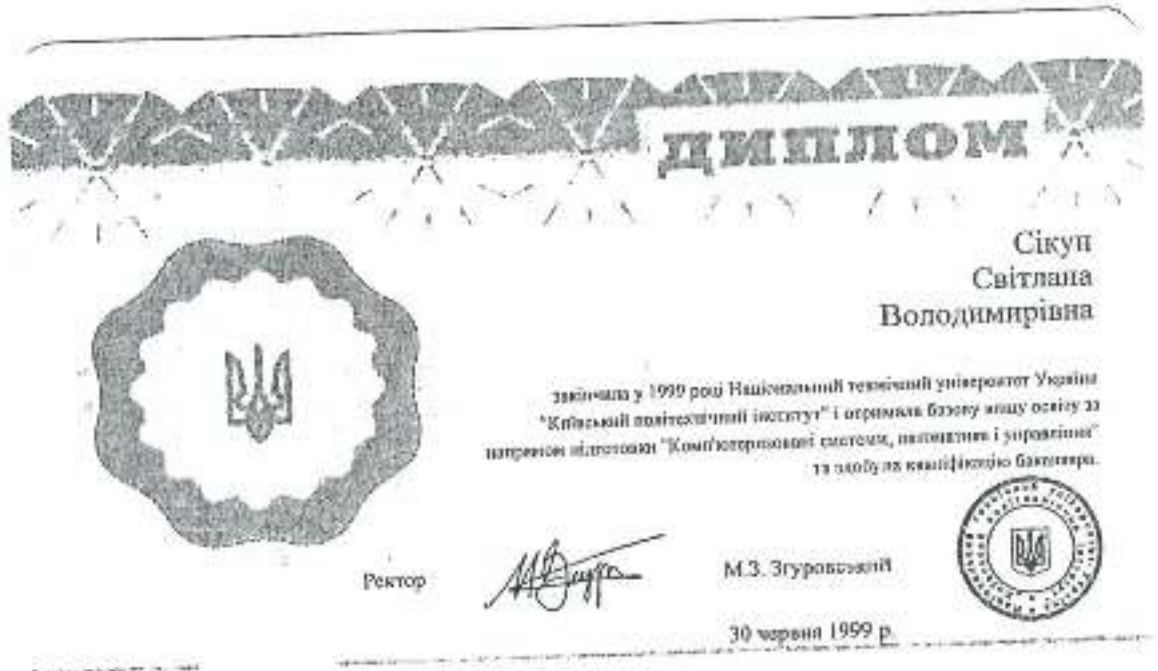 ДИПЛОМ
Сікуп
Світлана
Володимирівна
закінчила у 1999 році Національний технічний університет України
"Київський політехнічний інститут" і отримала базову вищу освіту за
напрямом підготовки "Комп'ютеризовані системи, автоматика і управління"
та здобула кваліфікацію бакалавра.
Ректор
М.З. Згуровський
30 червня 1999 р.